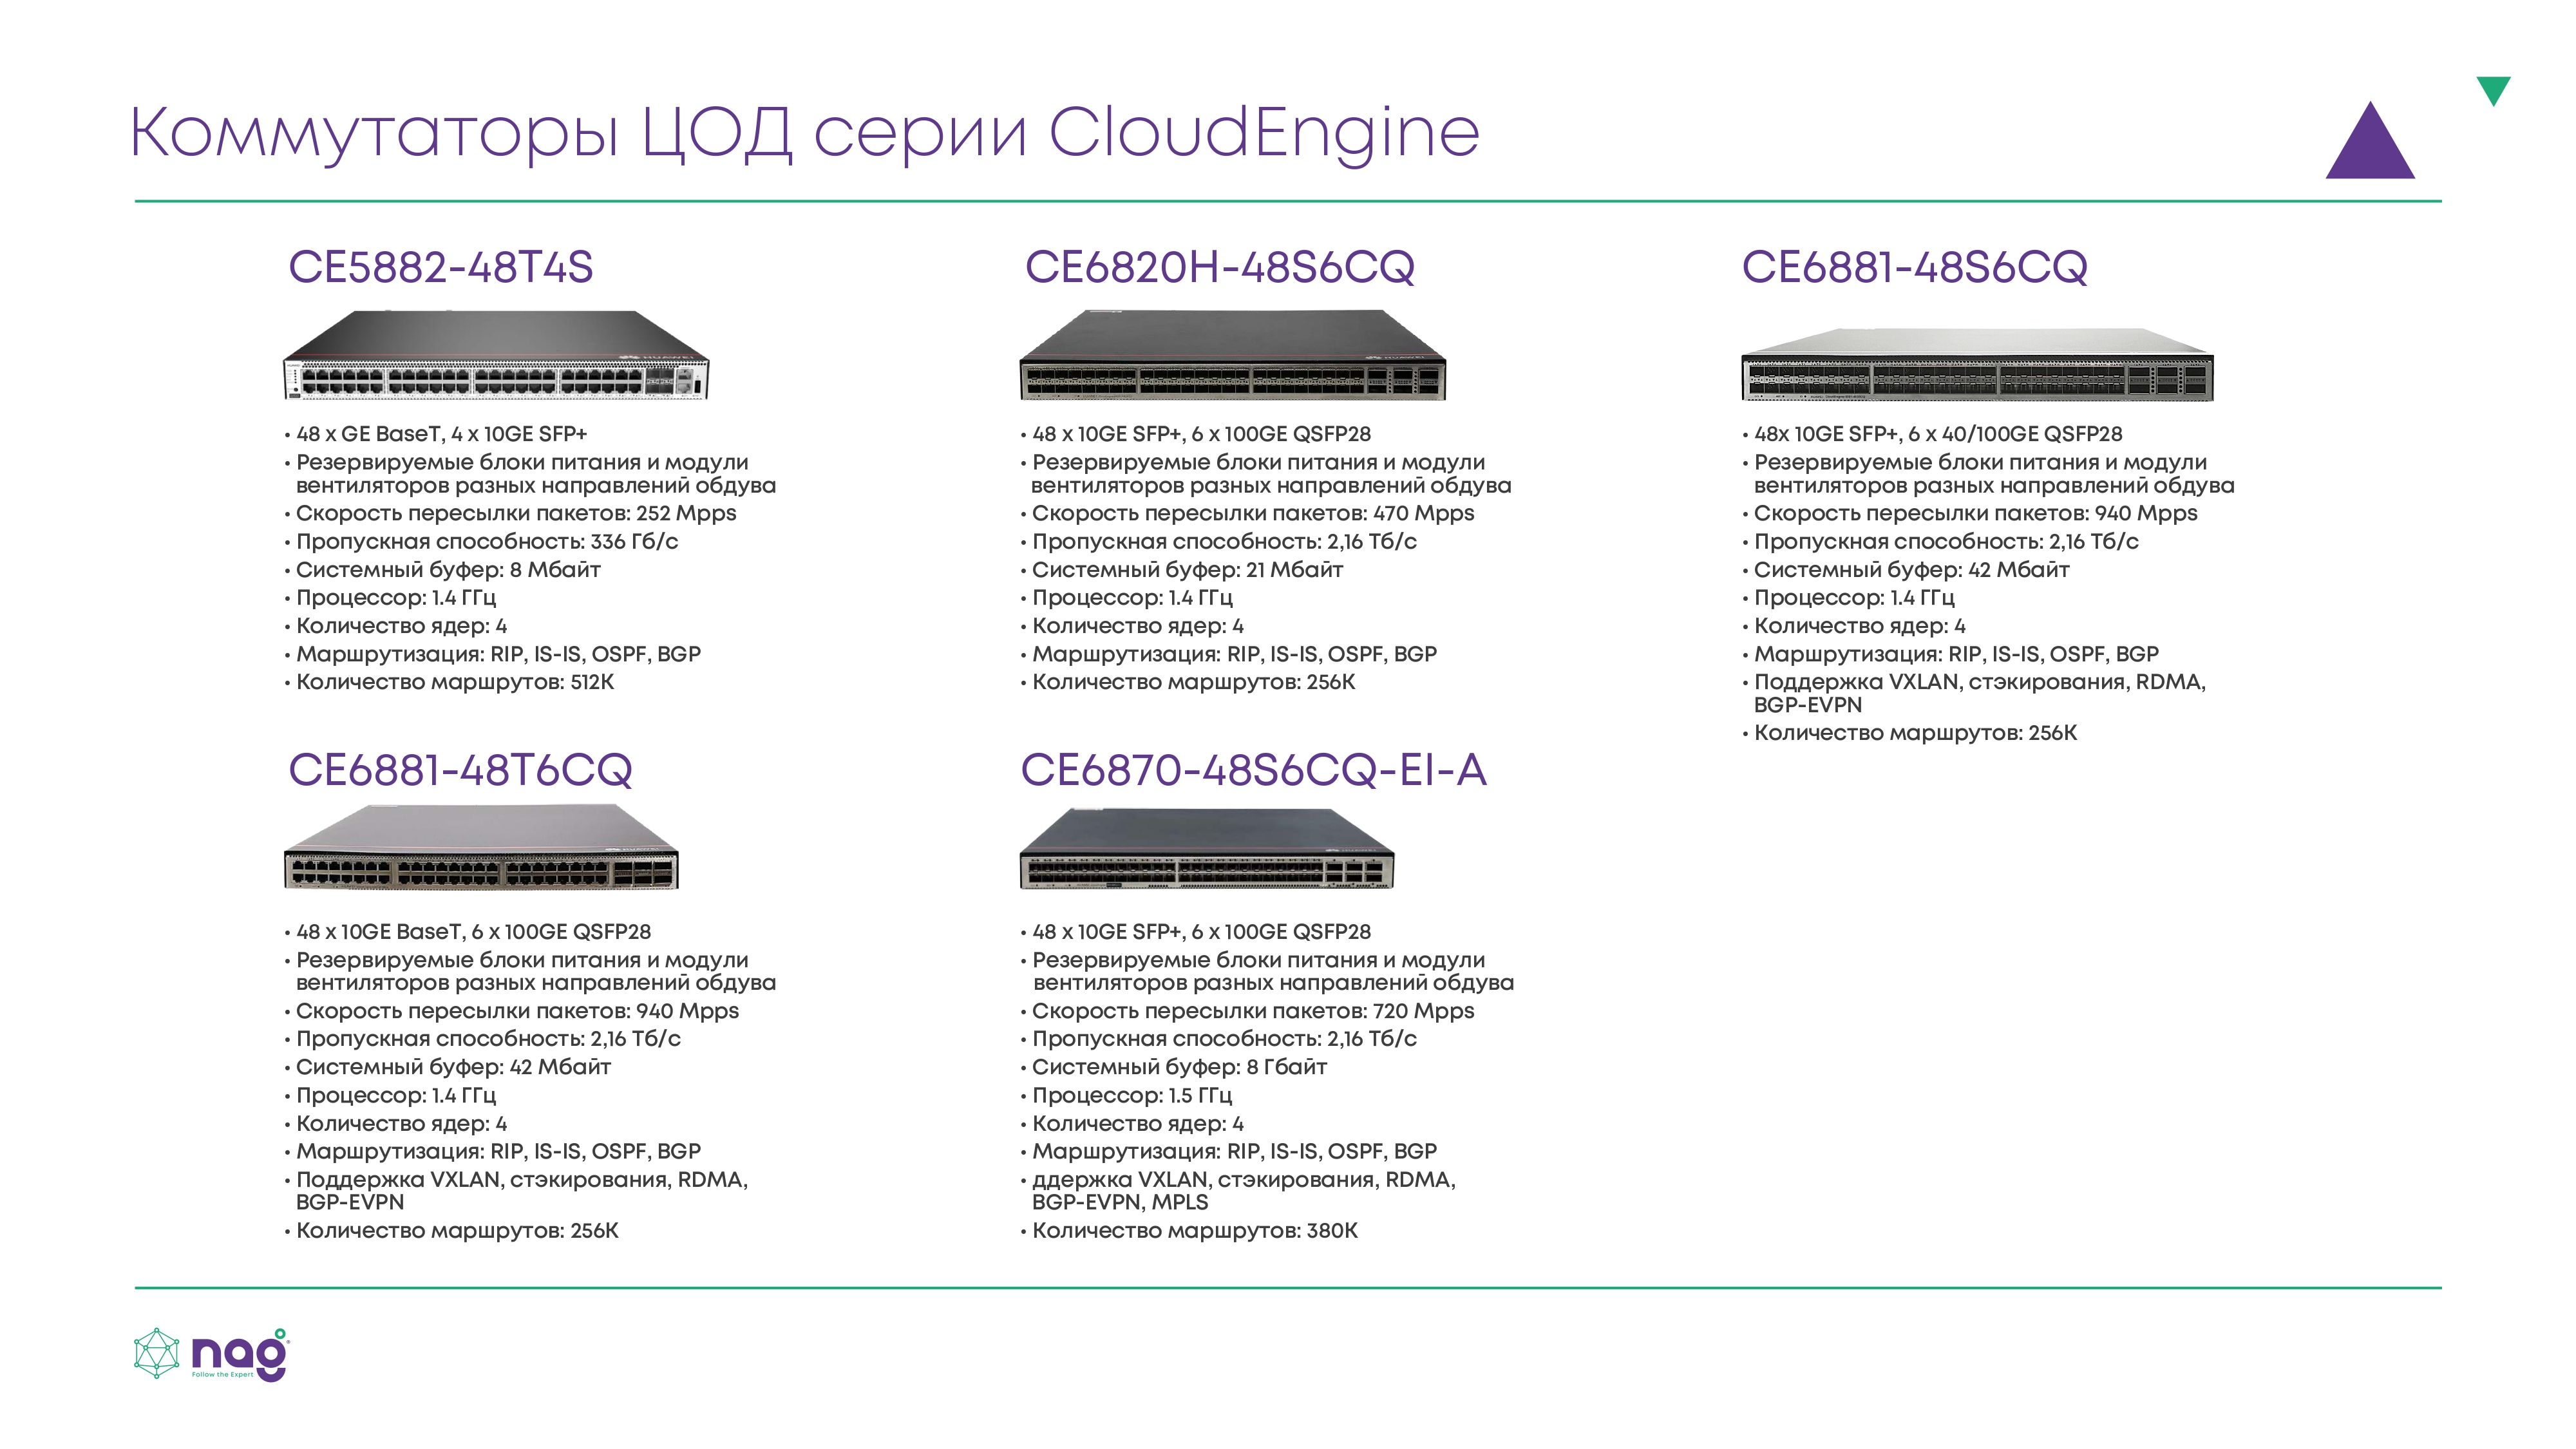 Коммутаторы ЦОД серии CloudEngine
CE5882-48T4S
• 48 x GE BaseT, 4 x 10GE SFP+
• Резервируемые блоки питания и модули
вентиляторов разных направлений обдува
• Скорость пересылки пакетов: 252 Mpps
• Пропускная способность: 336 Гб/с
• Системный буфер: 8 Мбайт
• Процессор: 1.4 ГГц
• Количество ядер: 4
• Маршрутизация: RIP, IS-IS, OSPF, BGP
• Количество маршрутов: 512K
CE6820H-48S6CQ
• 48 x 10GE SFP+, 6 x 100GE QSFP28
• Резервируемые блоки питания и модули
вентиляторов разных направлений обдува
• Скорость пересылки пакетов: 470 Mpps
• Пропускная способность: 2,16 Тб/с
• Системный буфер: 21 Мбайт
• Процессор: 1.4 ГГц
• Количество ядер: 4
• Маршрутизация: RIP, IS-IS, OSPF, BGP
• Количество маршрутов: 256K
CE6881-48S6CQ
• 48x 10GE SFP+, 6 x 40/100GE QSFP28
• Резервируемые блоки питания и модули
вентиляторов разных направлений обдува
• Скорость пересылки пакетов: 940 Mpps
• Пропускная способность: 2,16 Тб/с
• Системный буфер: 42 Мбайт
• Процессор: 1.4 ГГц
• Количество ядер: 4
• Маршрутизация: RIP, IS-IS, OSPF, BGP
• Поддержка VXLAN, стэкирования, RDMA,
BGP-EVPN
• Количество маршрутов: 256K
CE6881-48T6CQ
• 48 x 10GE BaseT, 6 x 100GE QSFP28
• Резервируемые блоки питания и модули
вентиляторов разных направлений обдува
• Скорость пересылки пакетов: 940 Mpps
• Пропускная способность: 2,16 Тб/с
• Системный буфер: 42 Мбайт
• Процессор: 1.4 ГГц
• Количество ядер: 4
• Маршрутизация: RIP, IS-IS, OSPF, BGP
• Поддержка VXLAN, стэкирования, RDMA,
BGP-EVPN
• Количество маршрутов: 256K
CE6870-48S6CQ-EI-A
• 48 x 10GE SFP+, 6 x 100GE QSFP28
• Резервируемые блоки питания и модули
вентиляторов разных направлений обдува
• Скорость пересылки пакетов: 720 Mpps
• Пропускная способность: 2,16 Тб/с
• Системный буфер: 8 Гбайт
• Процессор: 1.5 ГГц
• Количество ядер: 4
• Маршрутизация: RIP, IS-IS, OSPF, BGP
• ддержка VXLAN, стэкирования, RDMA,
BGP-EVPN, MPLS
• Количество маршрутов: 380K
nag
Follow the Expert